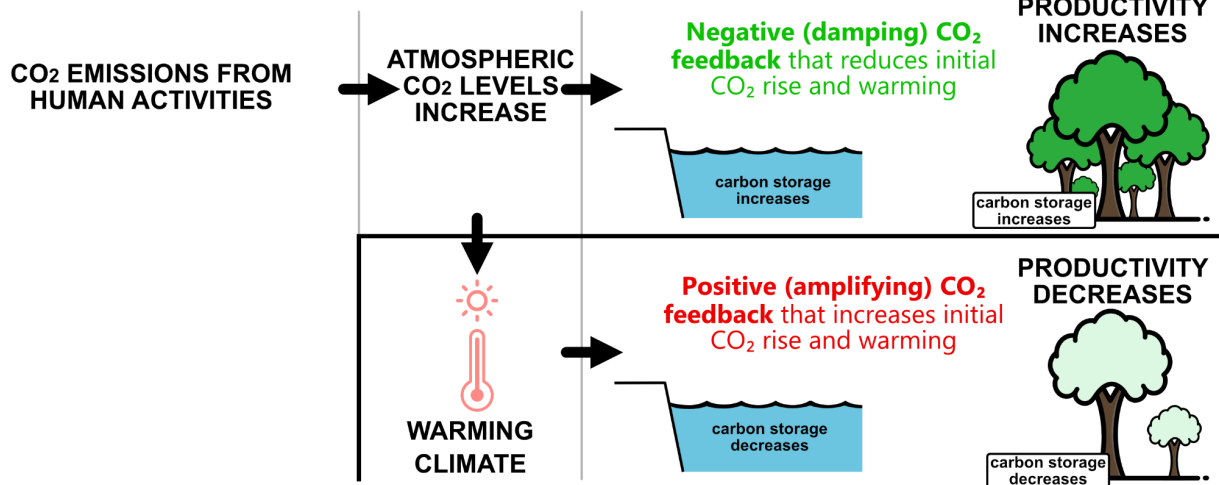 CO₂ EMISSIONS FROM
HUMAN ACTIVITIES
ATMOSPHERIC
CO₂ LEVELS
INCREASE
Negative (damping) CO₂
feedback that reduces initial
CO₂ rise and warming
carbon storage
increases
PRODUCTIVITY
INCREASES
carbon storage
increases
WARMING
CLIMATE
Positive (amplifying) CO₂
feedback that increases initial
CO₂ rise and warming
carbon storage
decreases
PRODUCTIVITY
DECREASES
carbon storage
decreases